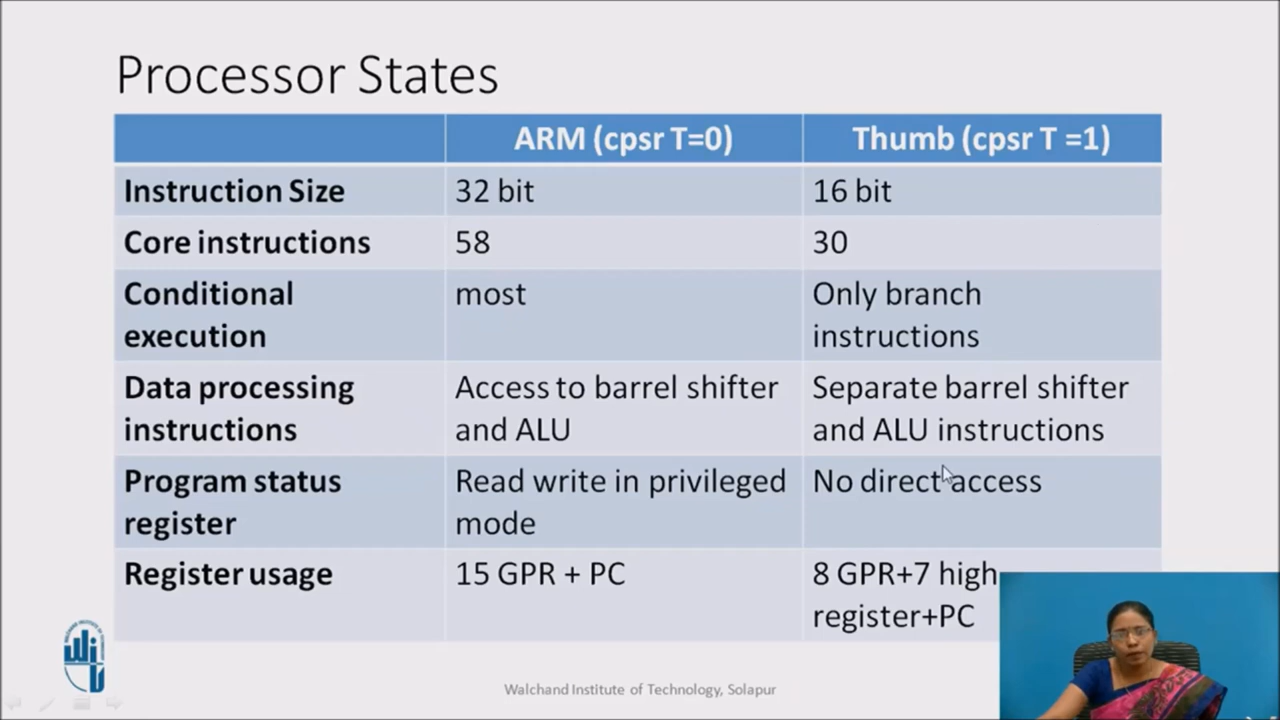 Processor States
ARM (cpsr T=0)
Thumb (cpsr T =1)
Instruction Size
32 bit
16 bit
Core instructions
58
30
Conditional
execution
most
Only branch
instructions
Data processing
instructions
Access to barrel shifter
and ALU
Separate barrel shifter
and ALU instructions
Program status
register
Read write in privileged
mode
No direct access
Register usage
15 GPR + PC
8 GPR+7 high
register+PC
Walchand Institute of Technology, Solapur